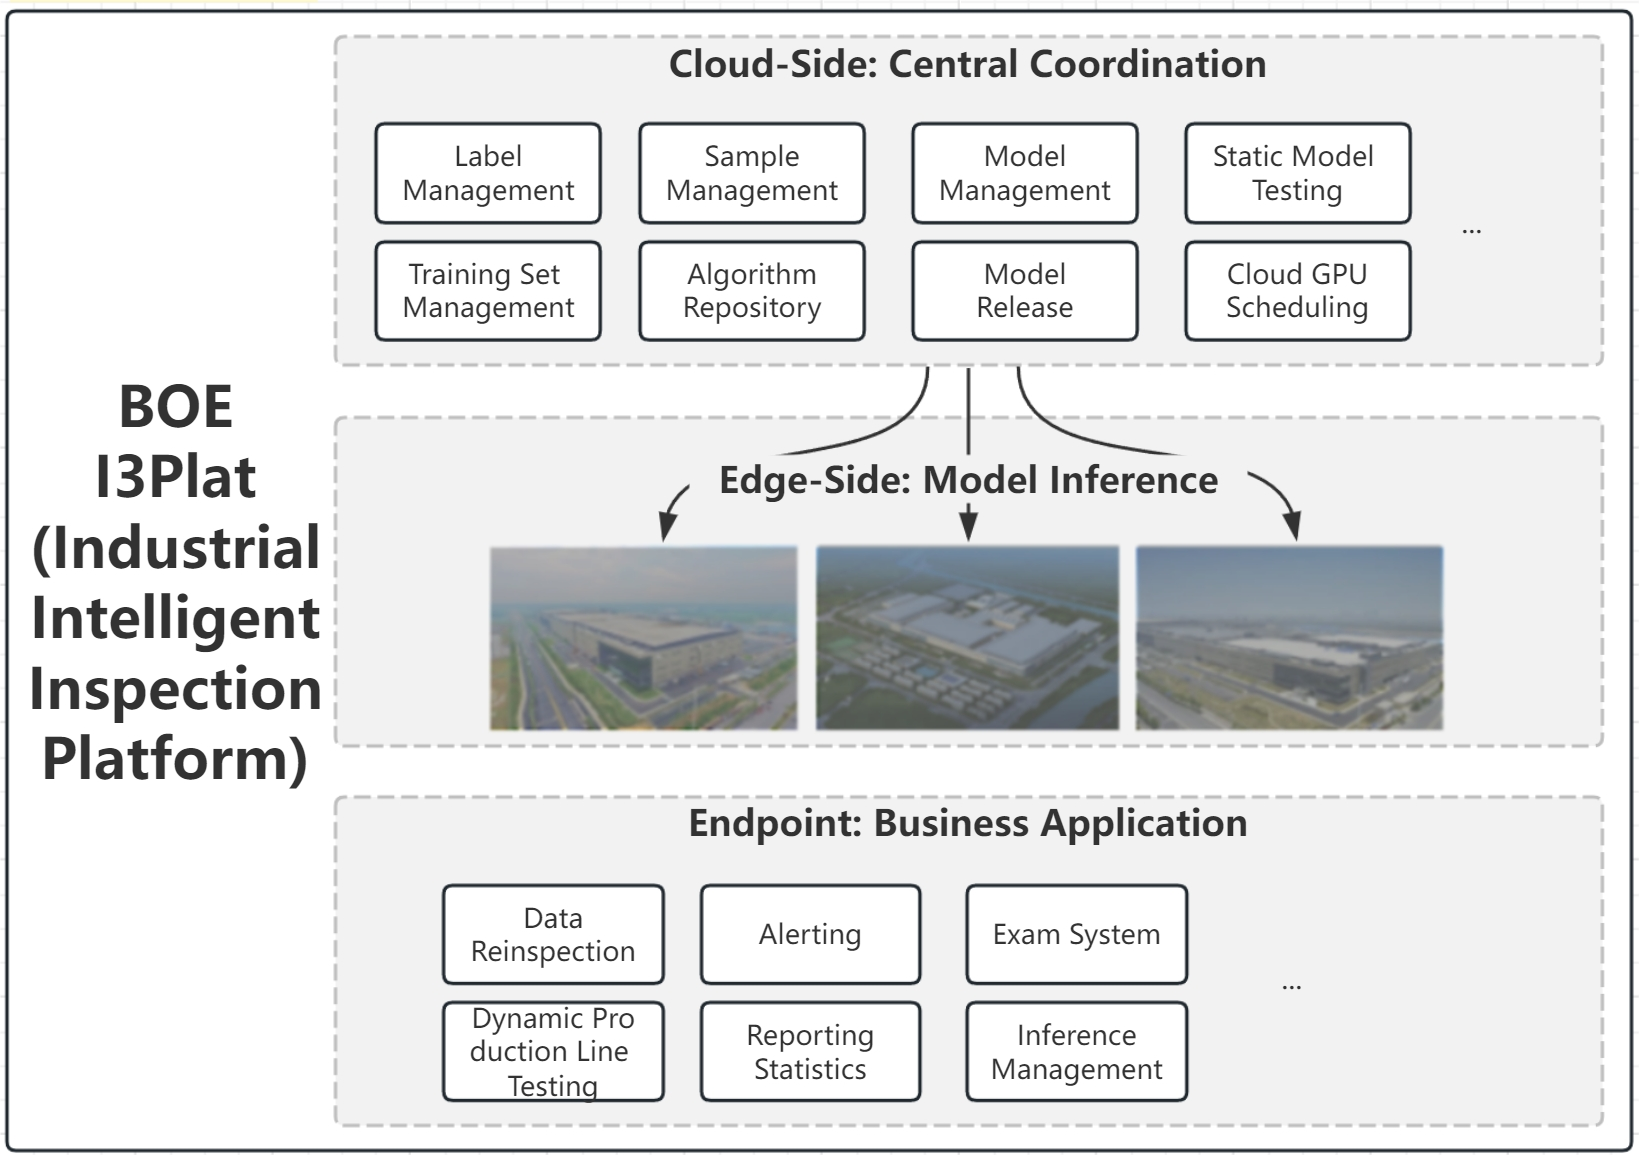 Cloud-Side: Central Coordination
Label
Management
Sample
Management
Model
Management
Static Model
Testing
Training Set
Management
Algorithm
Repository
Model
Release
Cloud GPU
Scheduling
...
BOE
I3Plat
(Industrial
Intelligent
Inspection
Platform)
Edge-Side: Model Inference
Endpoint: Business Application
Data
Reinspection
Alerting
Exam System
Dynamic Pro
duction Line
Testing
Reporting
Statistics
Inference
Management
...